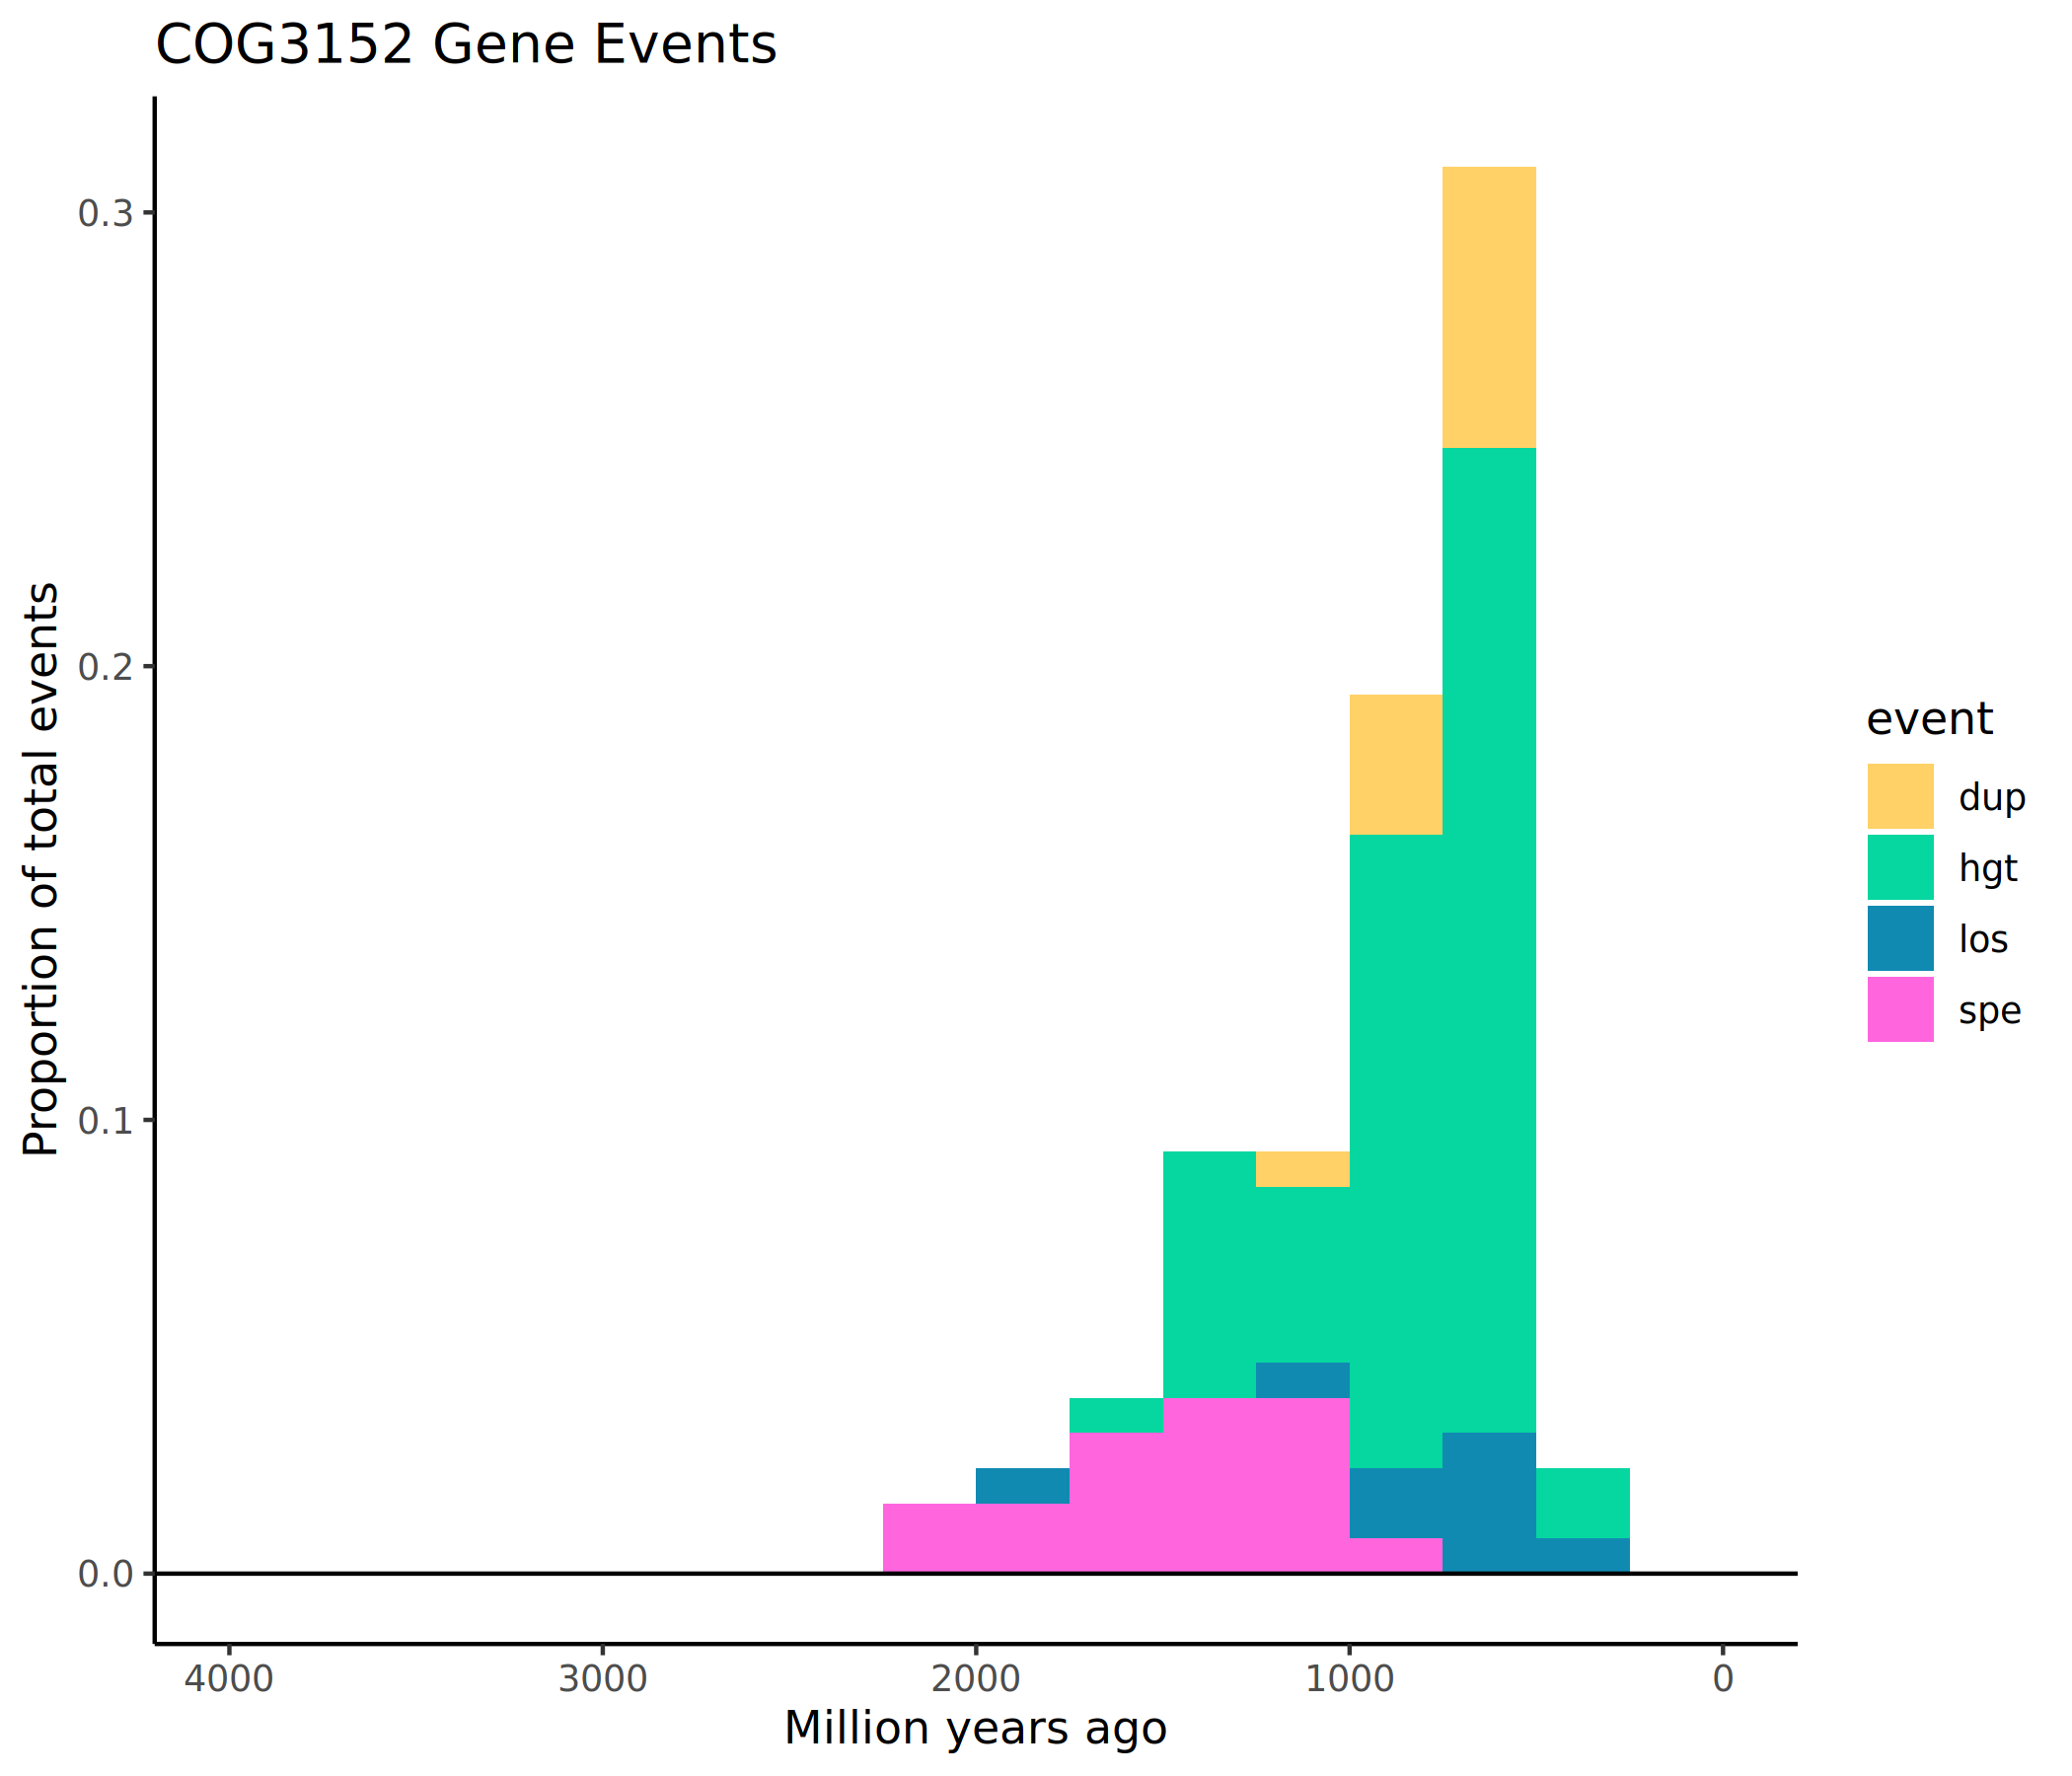 COG3152 Gene Events
Proportion of total events
0.3
0.2
0.1
0.0
4000 3000 2000 1000 0
Million years ago
event
dup
hgt
los
spe